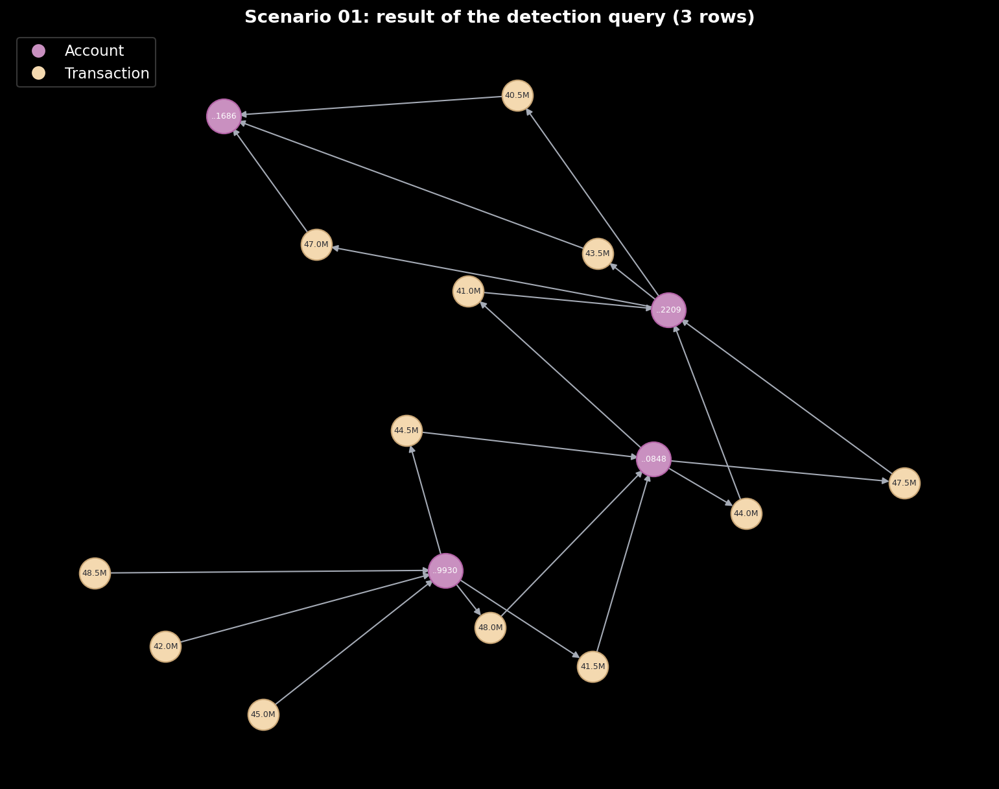 Scenario 01: result of the detection query (3 rows)
Account
Transaction
40.5M
..1686
47.0M
43.5M
41.0M
..2209
44.5M
..0848
47.5M
44.0M
48.5M
..9930
48.0M
42.0M
41.5M
45.0M